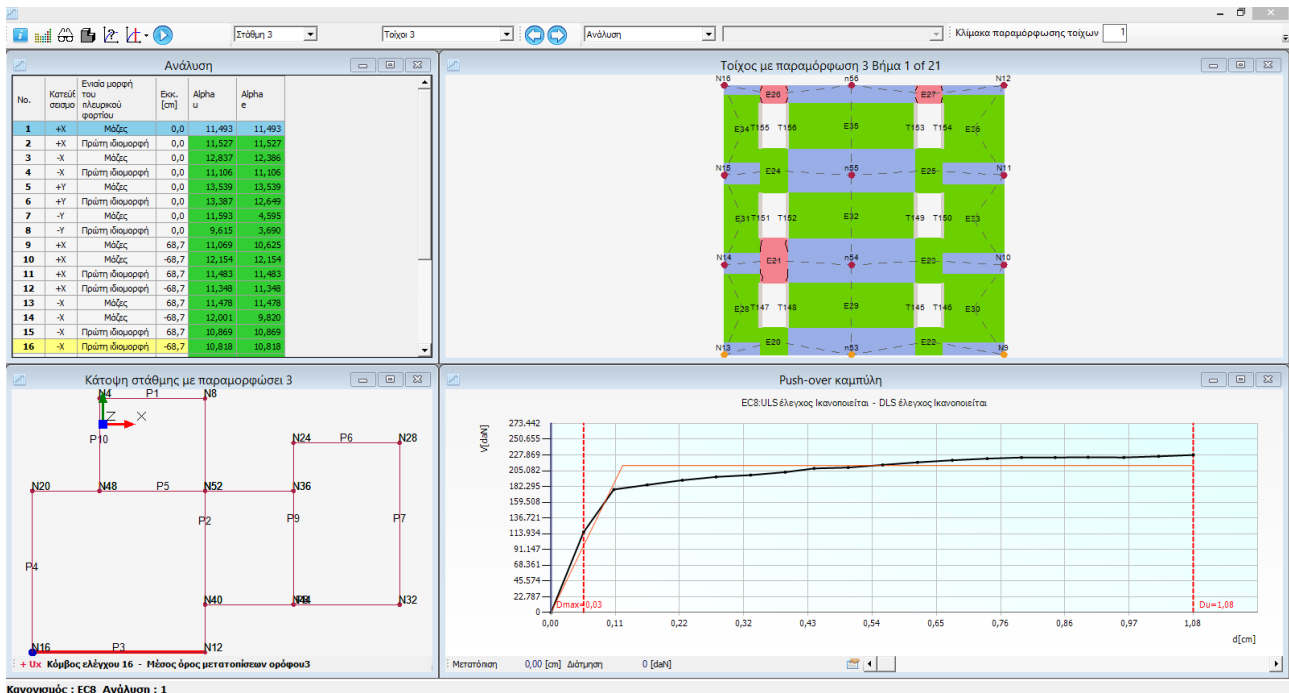 Στάθμη 3 Τοίχοι 3 Ανάλυση Κλίμακα παραμόρφωσης τοίχων 1
Ανάλυση
No. Κατεύθ σεισμο Ενιαία μορφή του πλευρικού φορτίου Εκκ. [cm] Alpha u Alpha e
1 +X Μάζες 0,0 11,493 11,493
2 +X Πρώτη ιδιομορφή 0,0 11,527 11,527
3 -X Μάζες 0,0 12,837 12,386
4 -X Πρώτη ιδιομορφή 0,0 11,106 11,106
5 +Y Μάζες 0,0 13,539 13,539
6 +Y Πρώτη ιδιομορφή 0,0 13,387 12,649
7 -Y Μάζες 0,0 11,593 4,595
8 -Y Πρώτη ιδιομορφή 0,0 9,615 3,690
9 +X Μάζες 68,7 11,069 10,625
10 +X Μάζες -68,7 12,154 12,154
11 +X Πρώτη ιδιομορφή 68,7 11,483 11,483
12 +X Πρώτη ιδιομορφή -68,7 11,348 11,348
13 -X Μάζες 68,7 11,478 11,478
14 -X Μάζες -68,7 12,001 9,820
15 -X Πρώτη ιδιομορφή 68,7 10,869 10,869
16 -X Πρώτη ιδιομορφή -68,7 10,818 10,818
Τοίχος με παραμόρφωση 3 Βήμα 1 of 21
N16 n56 N12
E26 E27
E34 T155 T156 E35 T153 T154 E36
N15 E24 n55 E25 N11
E31 T151 T152 E32 T149 T150 E33
N14 E21 n54 E23 N10
E28 T147 T148 E29 T145 T146 E30
N13 E20 n53 E22 N9
Κάτοψη στάθμης με παραμορφώσει 3
N4 P1 N8
Z X
P10 N24 P6 N28
N20 N48 P5 N52 N36
P2 P9 P7
P4
N40 N32
N16 P3 N12
+ Ux Κόμβος ελέγχου 16 - Μέσος όρος μετατοπίσεων ορόφου3
Push-over καμπύλη
EC8:ULS έλεγχος Ικανοποιείται - DLS έλεγχος Ικανοποιείται
V[daN]
273.442
250.655
227.869
205.082
182.295
159.508
136.721
113.934
91.147
68.361
45.574
22.787
0
Dmax=0,03 Du=1,08
0,00 0,11 0,22 0,32 0,43 0,54 0,65 0,76 0,86 0,97 1,08
d[cm]
Μετατόπιση 0,00 [cm] Διάτμηση 0 [daN]
Κανονισμός : EC8 Ανάλυση : 1